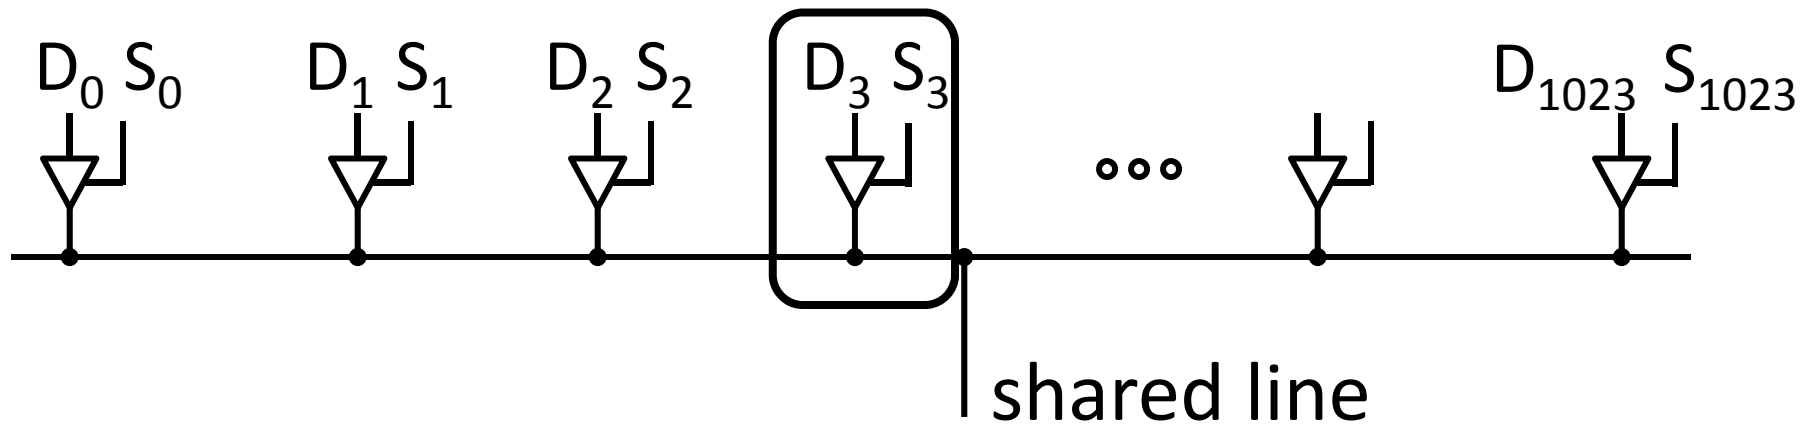 D₀ S₀ D₁ S₁ D₂ S₂ D₃ S₃ D₁₀₂₃ S₁₀₂₃
shared line